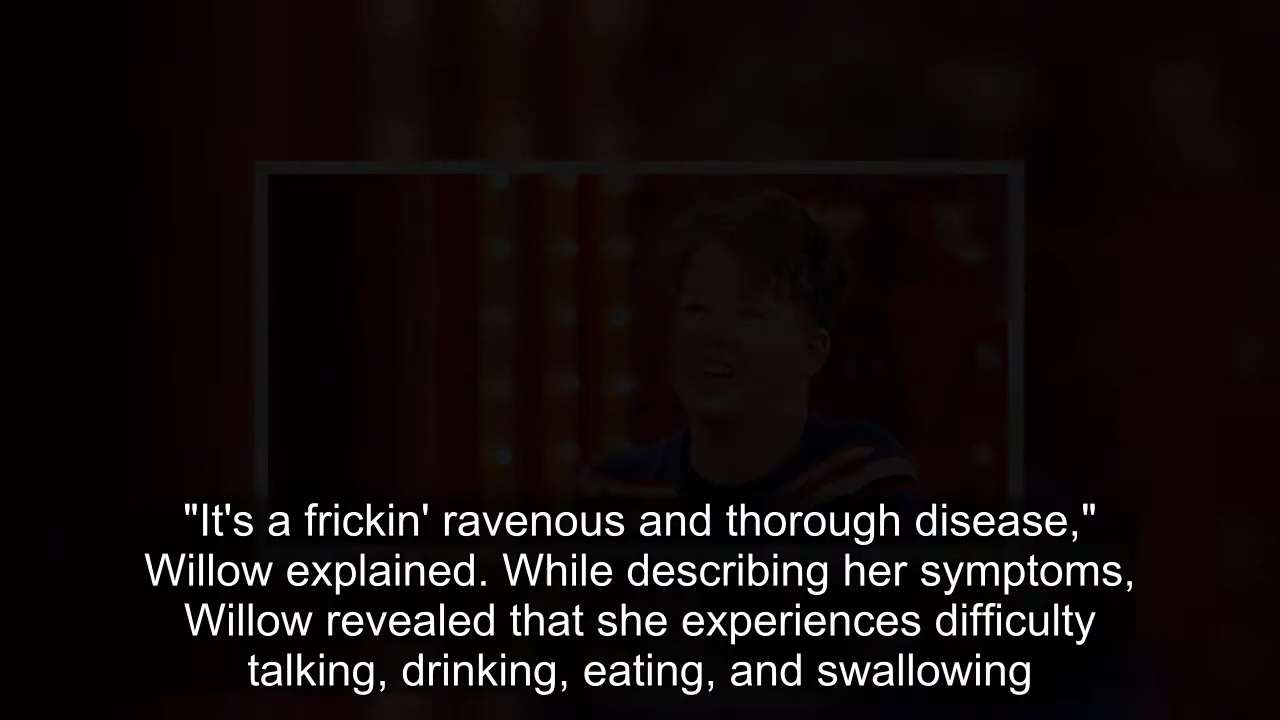 "It's a frickin' ravenous and thorough disease,"
Willow explained. While describing her symptoms,
Willow revealed that she experiences difficulty
talking, drinking, eating, and swallowing